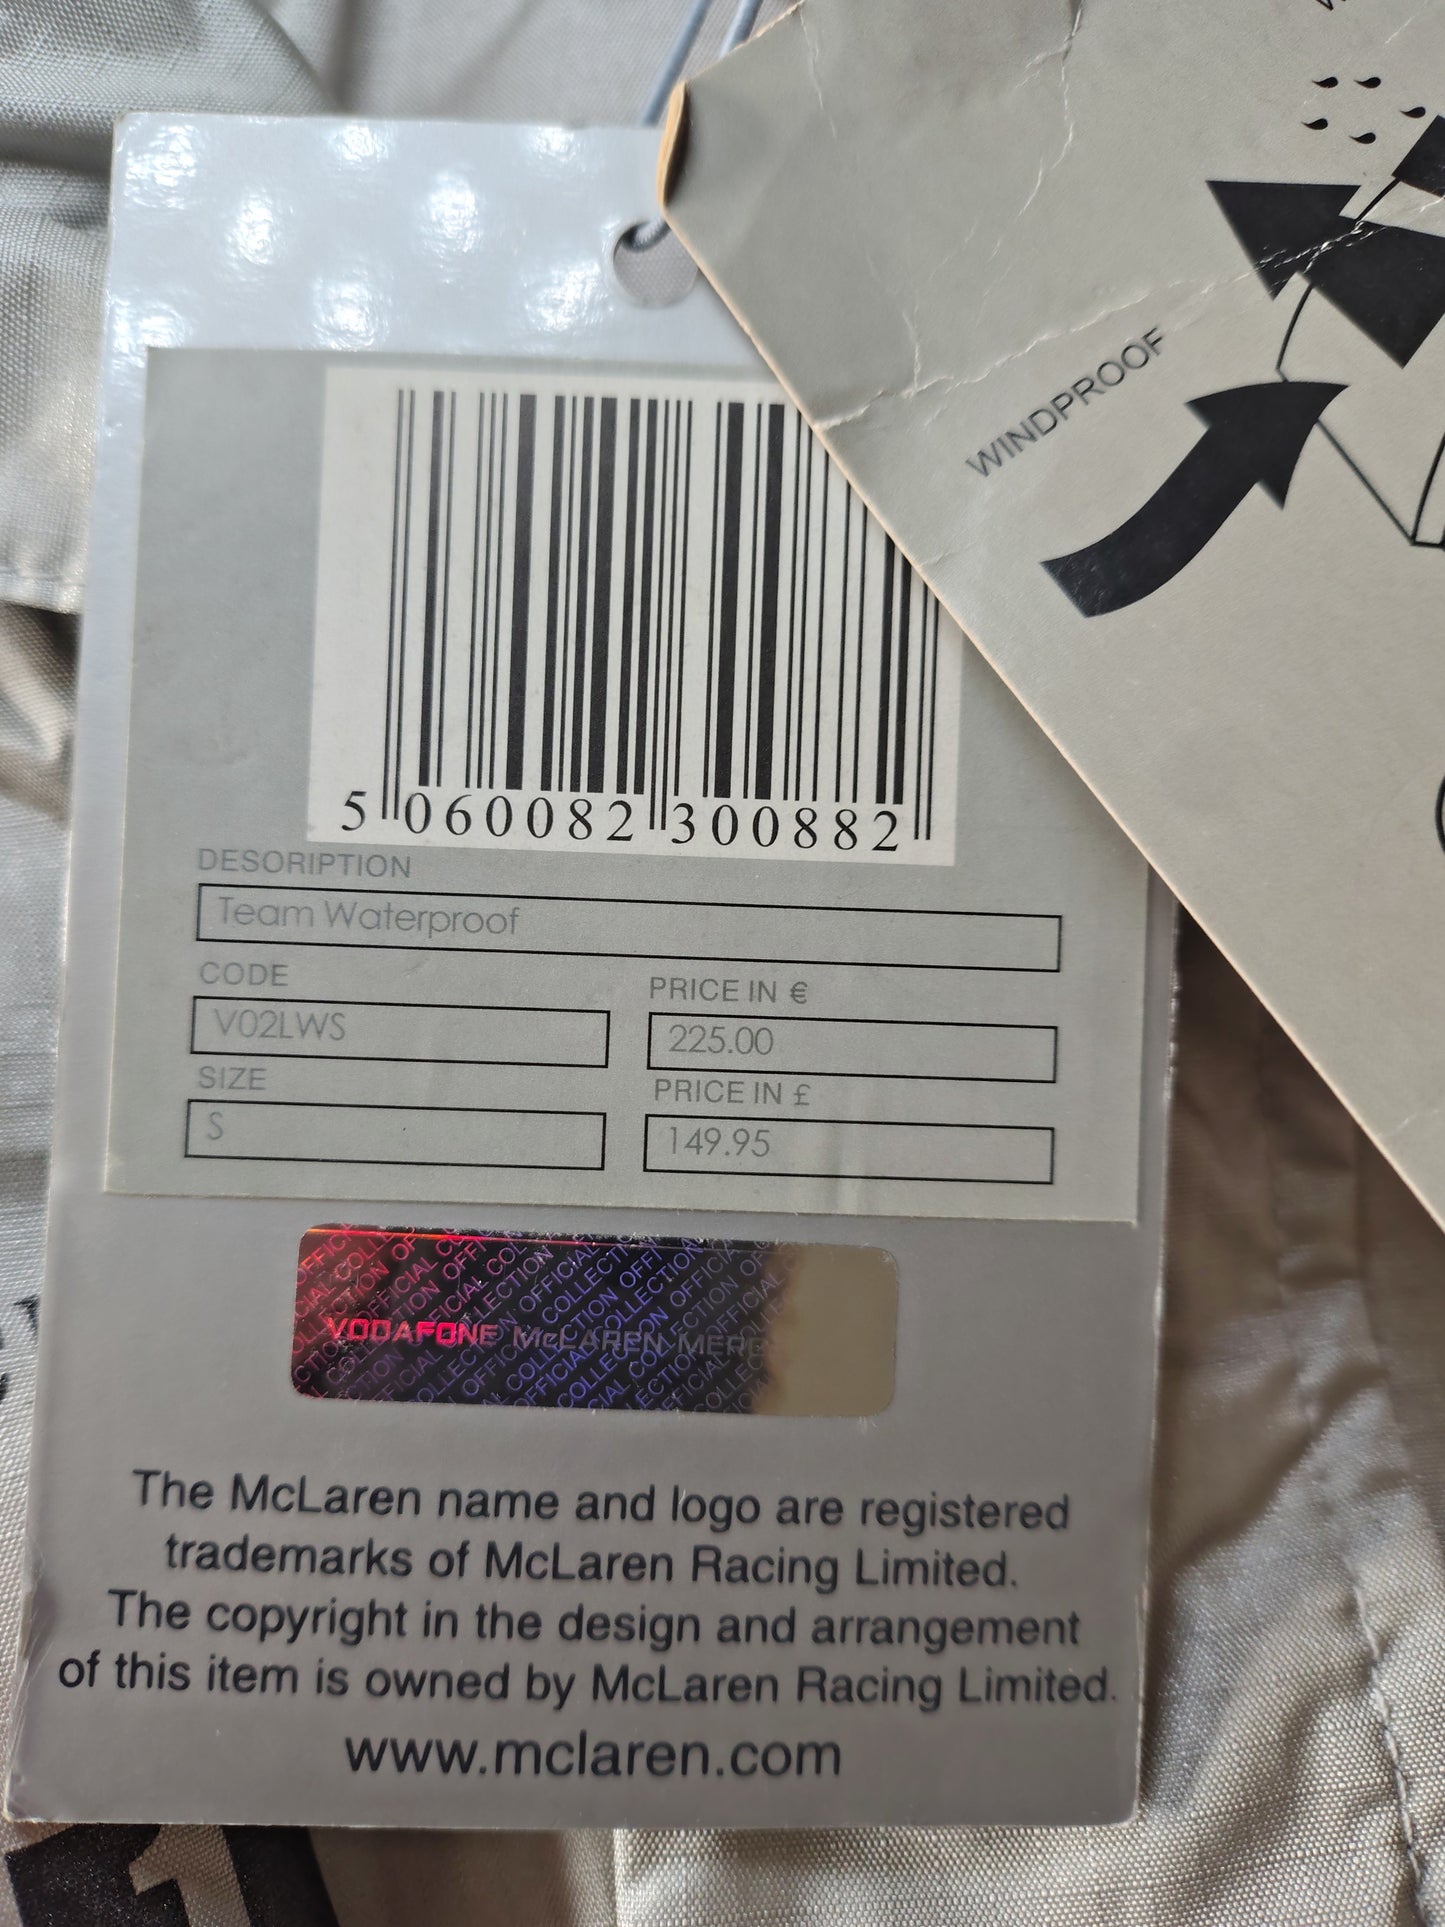 WINDPROOF
5 060082 300882
DESORIPTION
Team Waterproof
CODE
V02LWS
PRICE IN €
225.00
SIZE
S
PRICE IN £
149.95
VODAFONE McLAREN MER
The McLaren name and logo are registered
trademarks of McLaren Racing Limited.
The copyright in the design and arrangement
of this item is owned by McLaren Racing Limited.
www.mclaren.com
1